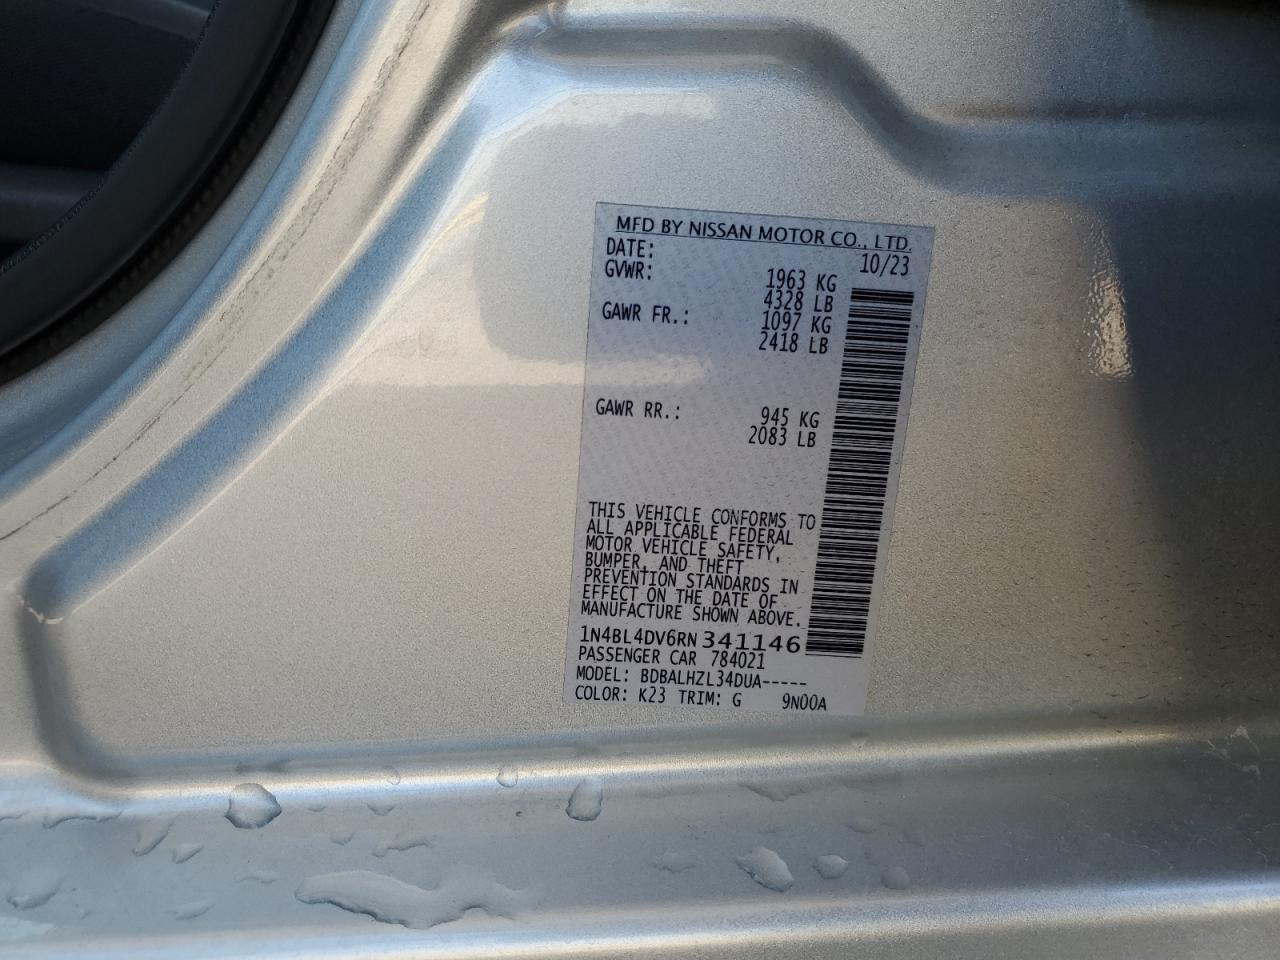 MFD BY NISSAN MOTOR CO., LTD.
DATE: 10/23
GVWR: 1963 KG
4328 LB
GAWR FR.: 1097 KG
2418 LB
GAWR RR.: 945 KG
2083 LB
THIS VEHICLE CONFORMS TO
ALL APPLICABLE FEDERAL
MOTOR VEHICLE SAFETY,
BUMPER, AND THEFT
PREVENTION STANDARDS IN
EFFECT ON THE DATE OF
MANUFACTURE SHOWN ABOVE.
1N4BL4DV6RN341146
PASSENGER CAR 784021
MODEL: BDBALHZL34DUA-----
COLOR: K23 TRIM: G 9N00A